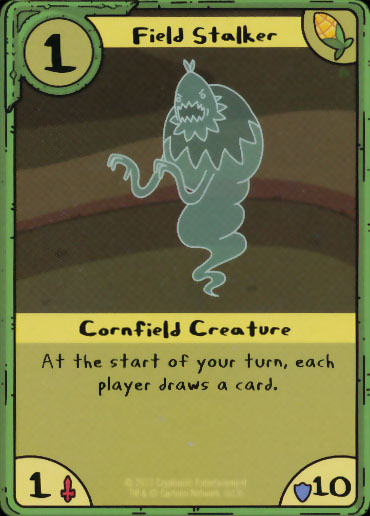 1
Field Stalker
Cornfield Creature
At the start of your turn, each
player draws a card.
1
10